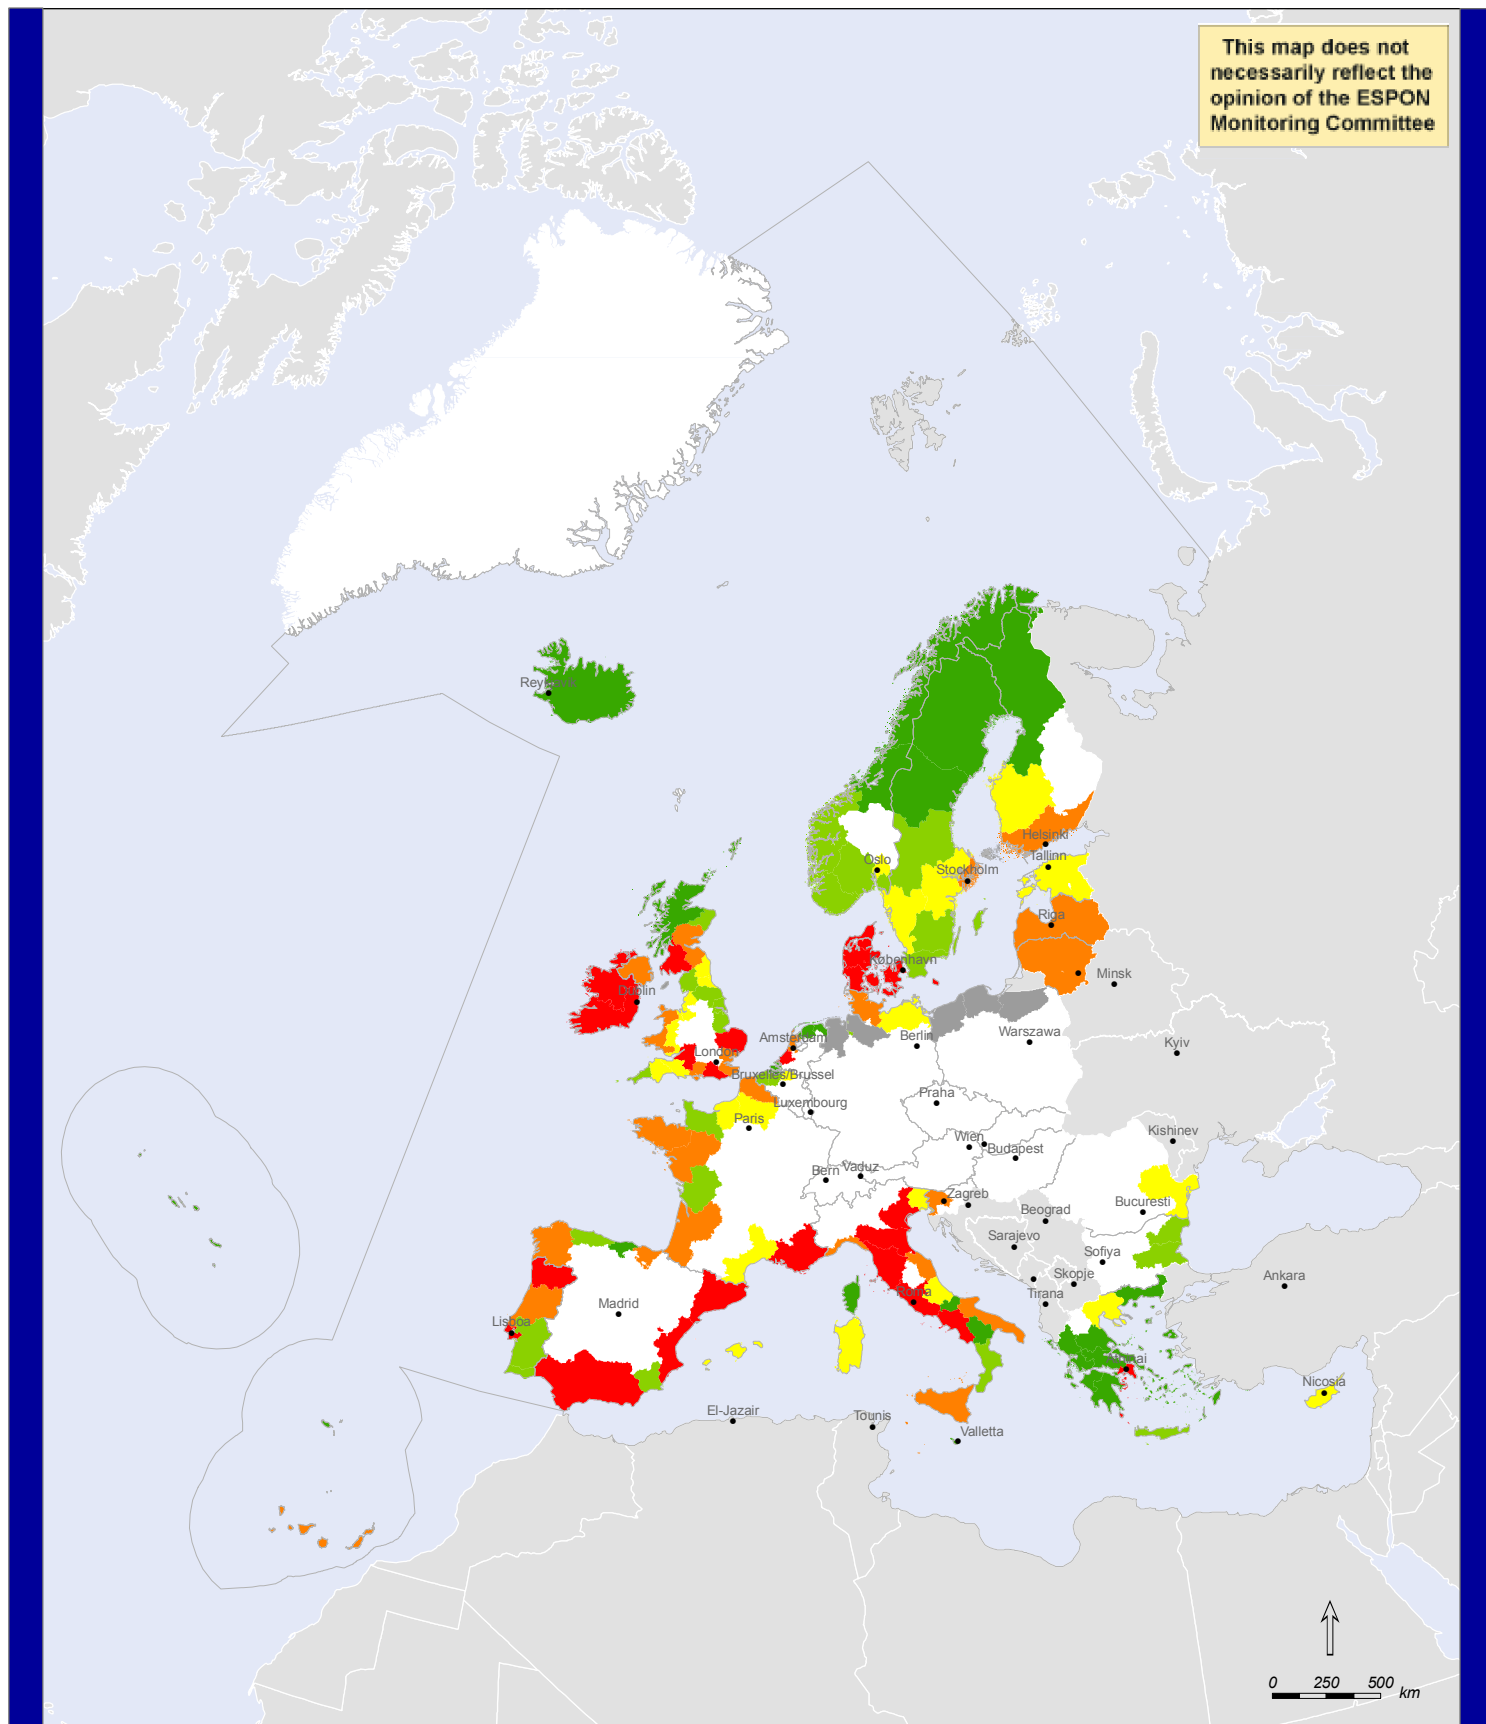 This map does not
necessarily reflect the
opinion of the ESPON
Monitoring Committee
Reykjavik
Helsinki
Oslo
Tallinn
Stockholm
Riga
København
Minsk
Dublin
Warszawa
Amsterdam
Berlin
London
Kyiv
Bruxelles/Brussel
Praha
Luxembourg
Paris
Kishinev
Wien
Budapest
Bern
Vaduz
Zagreb
Bucuresti
Beograd
Sarajevo
Sofiya
Skopje
Ankara
Tirana
Roma
Madrid
Lisboa
Athinai
Nicosia
El-Jazair
Tounis
Valletta
0 250 500
km